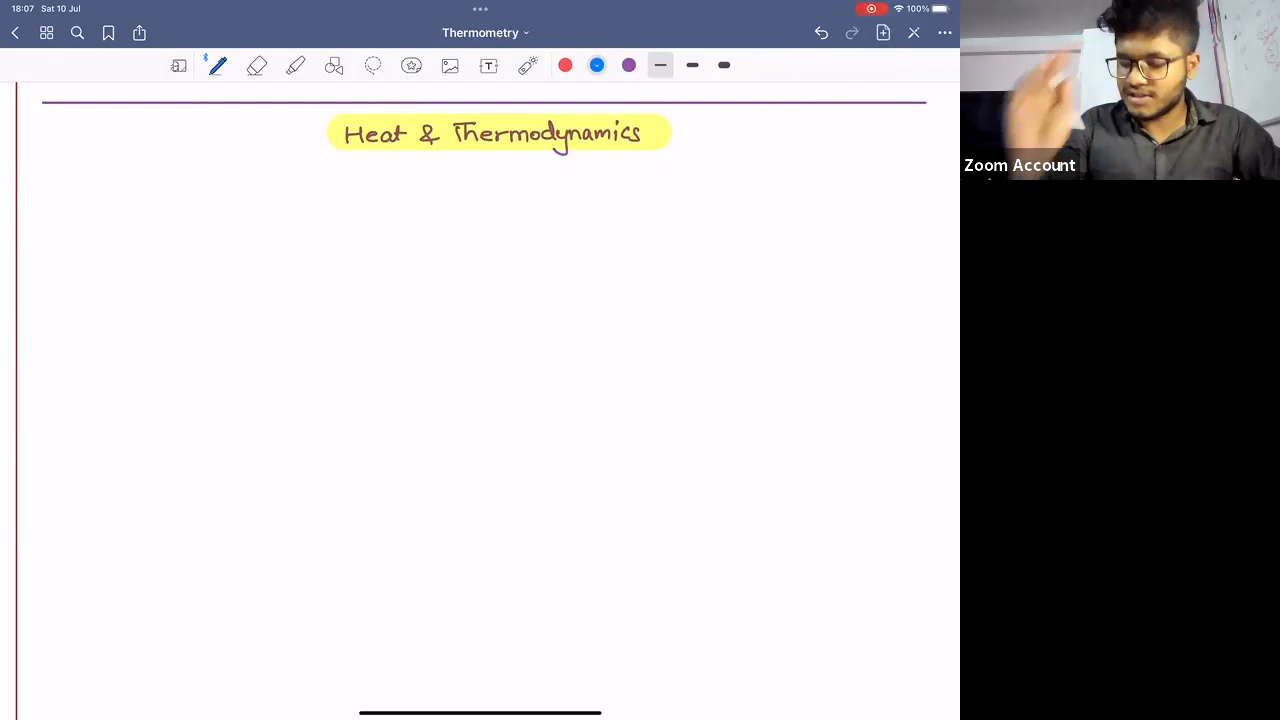 18:07 Sat 10 Jul
100%
Thermometry
T
Heat & Thermodynamics
Zoom Account